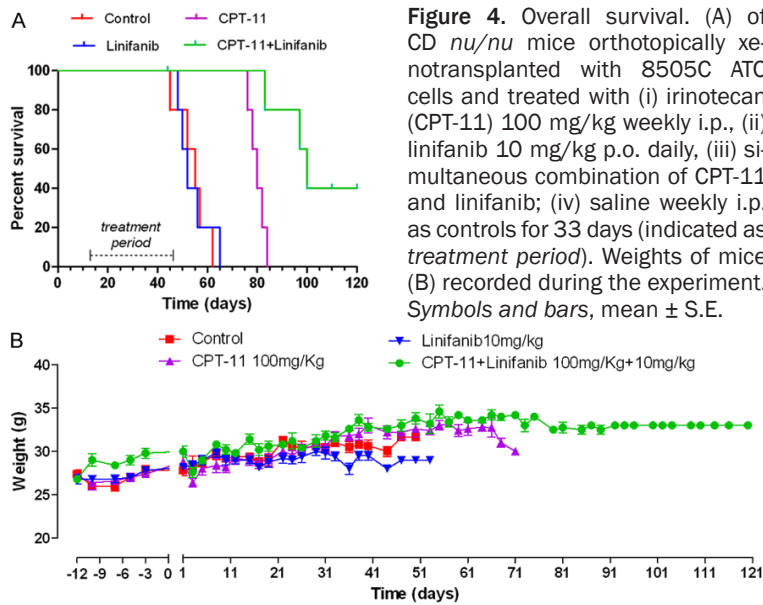 A
Control
CPT-11
Linifanib
CPT-11+Linifanib
Percent survival
100
80
60
40
20
0
treatment
period
0 20 40 60 80 100 120
Time (days)
Figure 4. Overall survival. (A) of
CD nu/nu mice orthotopically xe-
notransplanted with 8505C ATC
cells and treated with (i) irinotecan
(CPT-11) 100 mg/kg weekly i.p., (ii)
linifanib 10 mg/kg p.o. daily, (iii) si-
multaneous combination of CPT-11
and linifanib; (iv) saline weekly i.p.
as controls for 33 days (indicated as
treatment period). Weights of mice
(B) recorded during the experiment.
Symbols and bars, mean ± S.E.
B
Control
Linifanib10mg/kg
CPT-11 100mg/Kg
CPT-11+Linifanib 100mg/Kg+10mg/kg
Weight (g)
40
35
30
25
20
-12 -9 -6 -3 0 1 11 21 31 41 51 61 71 81 91 101 111 121
Time (days)